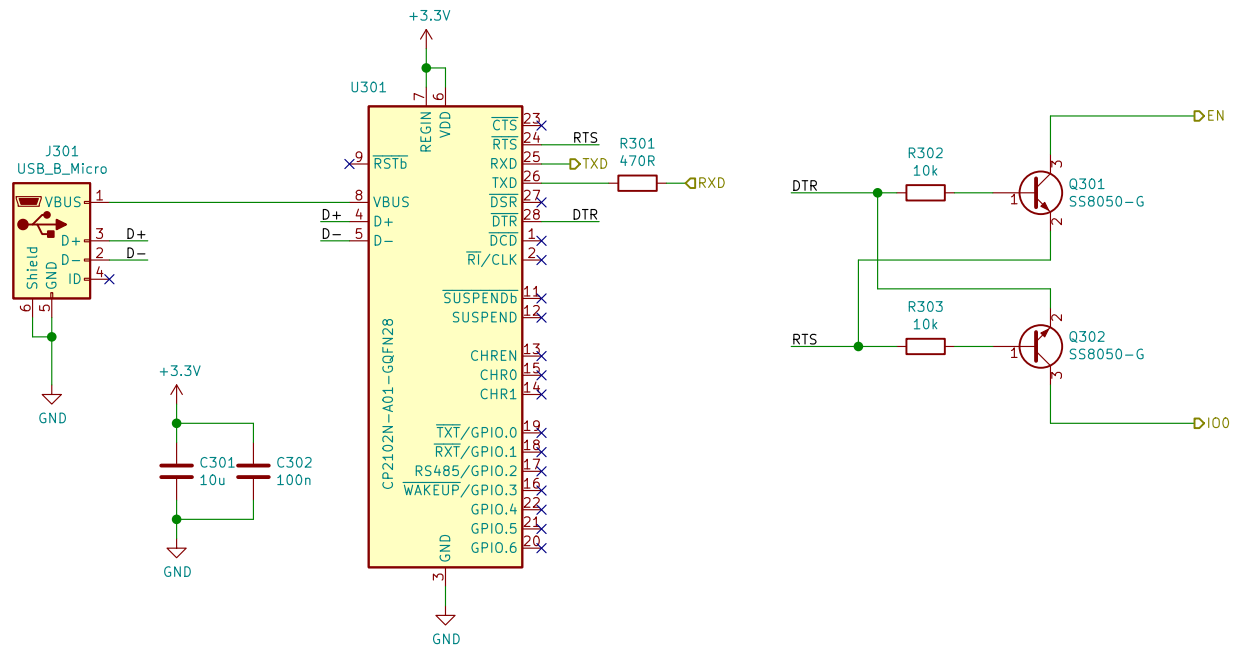 +3.3V
U301
7
6
REGIN
VDD
CTS
23
RTS
24
RTS
RXD
25
TXD
TXD
26
R301
470R
RXD
DSR
27
DTR
28
DTR
DCD
1
RI/CLK
2
SUSPENDb
11
SUSPEND
12
CHREN
13
CHR0
15
CHR1
14
TXT/GPIO.0
19
RXT/GPIO.1
18
RS485/GPIO.2
17
WAKEUP/GPIO.3
16
GPIO.4
22
GPIO.5
21
GPIO.6
20
9
RSTb
8
VBUS
D+
4
D+
D-
5
D-
CP2102N-A01-GQFN28
GND
3
GND
J301
USB_B_Micro
VBUS
1
D+
3
D+
D-
2
D-
ID
4
Shield
GND
6
5
GND
+3.3V
C301
10u
C302
100n
GND
EN
DTR
R302
10k
1
3
2
Q301
SS8050-G
RTS
R303
10k
1
2
3
Q302
SS8050-G
IO0